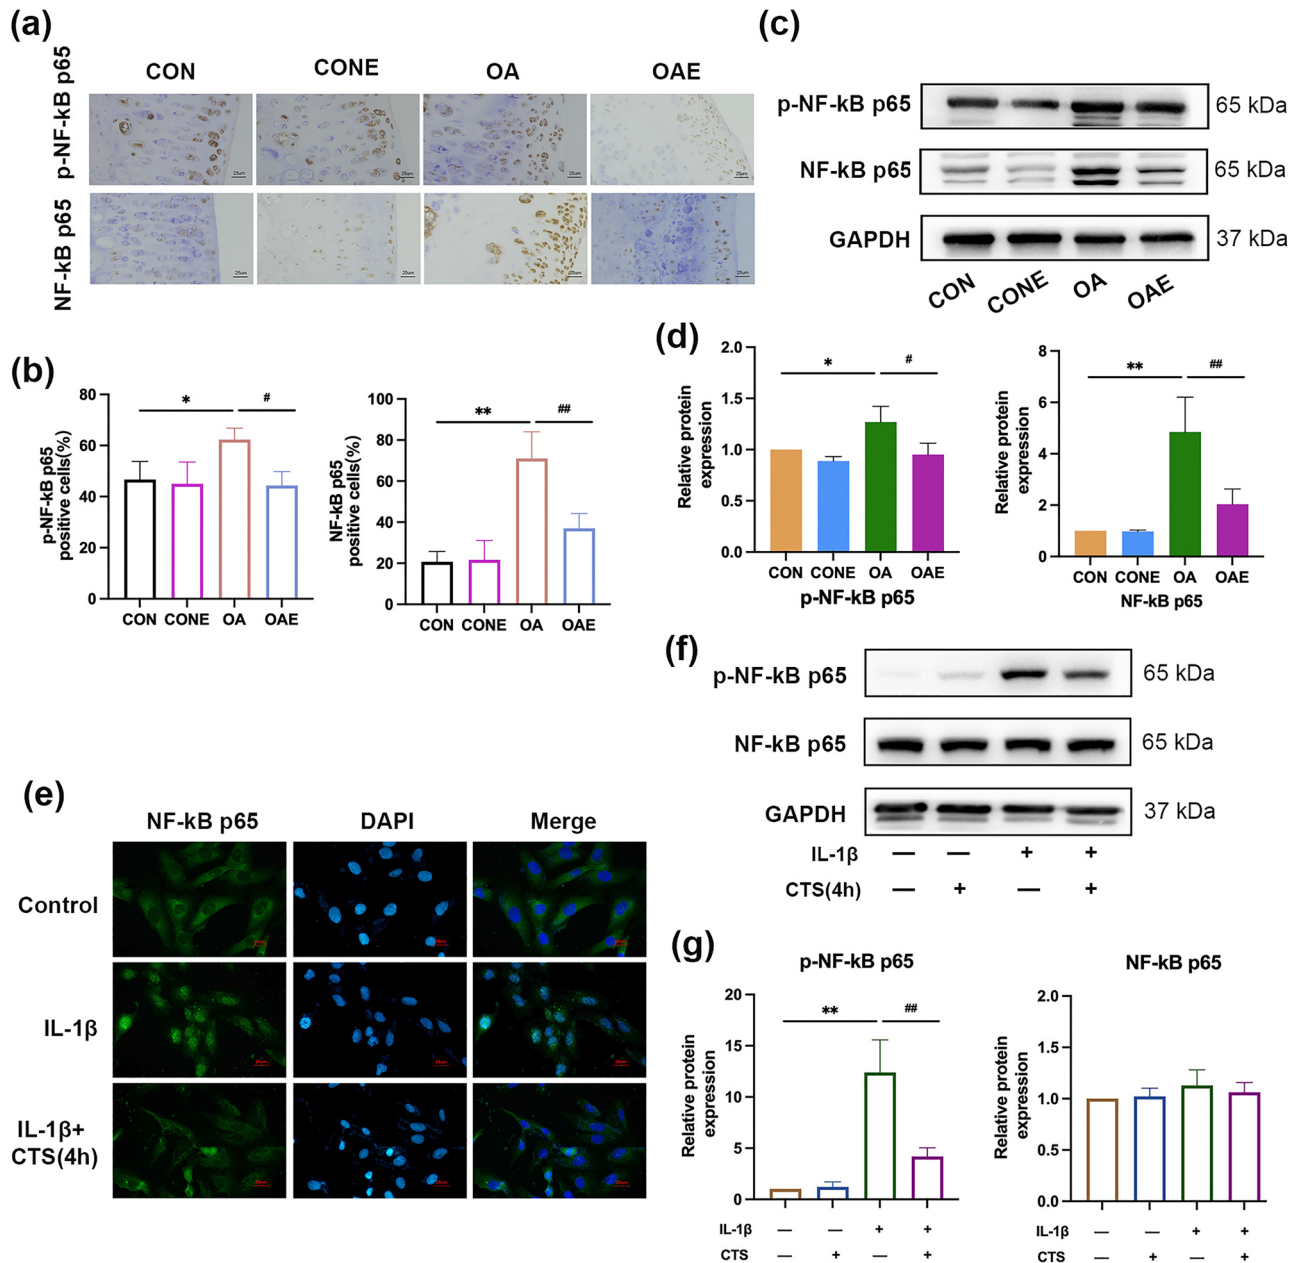 (a)
CON CONE OA OAE
p-NF-kB p65
25um 25um 25um 25um
NF-kB p65
25um 25um 25um 25um
(b)
p-NF-kB p65
positive cells(%)
80
60
40
20
0
* #
CON CONE OA OAE
NF-kB p65
positive cells(%)
100
80
60
40
20
0
** ##
CON CONE OA OAE
(c)
p-NF-kB p65 65 kDa
NF-kB p65 65 kDa
GAPDH 37 kDa
CON CONE OA OAE
(d)
Relative protein
expression
2.0
1.5
1.0
0.5
0.0
* #
CON CONE OA OAE
p-NF-kB p65
Relative protein
expression
8
6
4
2
0
** ##
CON CONE OA OAE
NF-kB p65
(e)
NF-kB p65 DAPI Merge
Control
IL-1β
IL-1β+
CTS(4h)
(f)
p-NF-kB p65 65 kDa
NF-kB p65 65 kDa
GAPDH 37 kDa
IL-1β — — + +
CTS(4h) — + — +
(g)
p-NF-kB p65
Relative protein
expression
20
15
10
5
0
** ##
IL-1β — — + +
CTS — + — +
NF-kB p65
Relative protein
expression
2.0
1.5
1.0
0.5
0.0
IL-1β — — + +
CTS — + — +